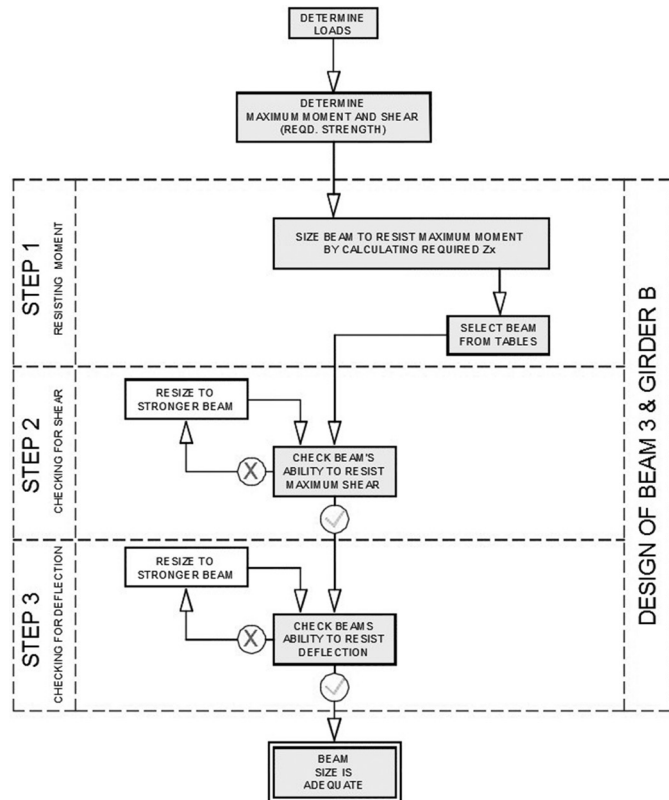 DETERMINE
LOADS
DETERMINE
MAXIMUM MOMENT AND SHEAR
(REQD. STRENGTH)
STEP 1
RESISTING MOMENT
SIZE BEAM TO RESIST MAXIMUM MOMENT
BY CALCULATING REQUIRED Zx
SELECT BEAM
FROM TABLES
STEP 2
CHECKING FOR SHEAR
RESIZE TO
STRONGER BEAM
X
CHECK BEAM'S
ABILITY TO RESIST
MAXIMUM SHEAR
STEP 3
CHECKING FOR DEFLECTION
RESIZE TO
STRONGER BEAM
X
CHECK BEAMS
ABILITY TO RESIST
DEFLECTION
BEAM
SIZE IS
ADEQUATE
DESIGN OF BEAM 3 & GIRDER B